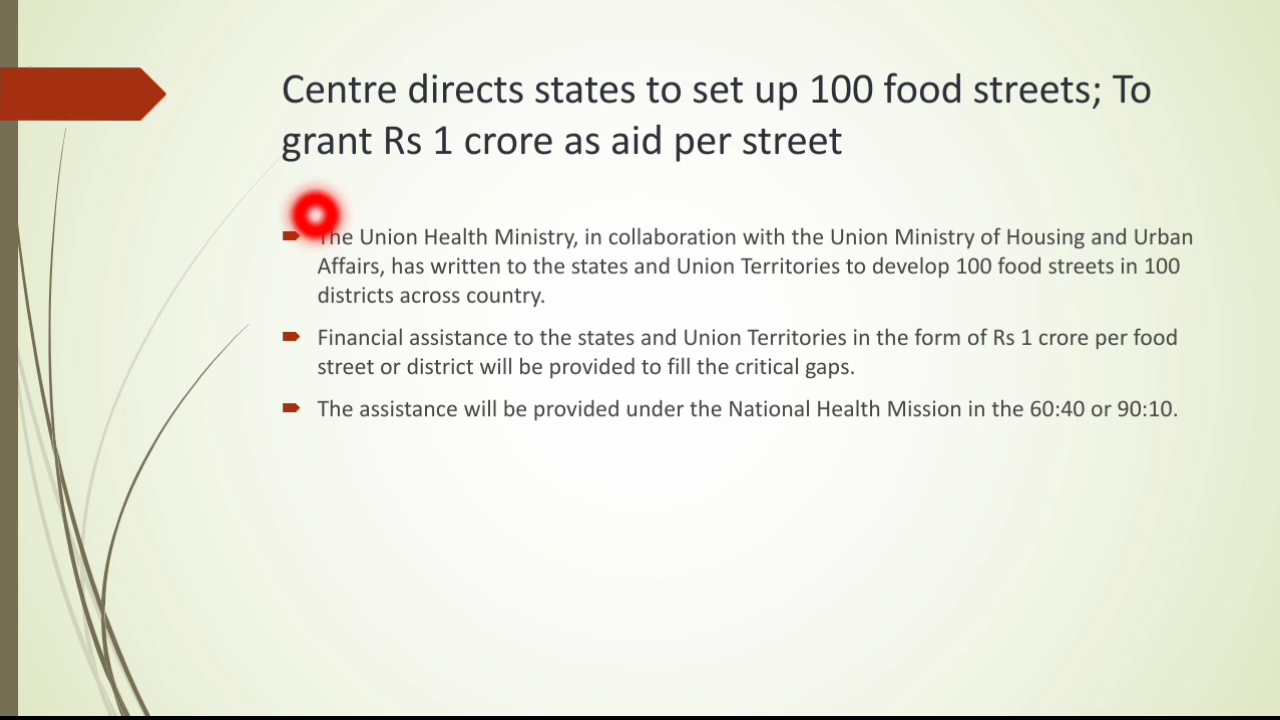 Centre directs states to set up 100 food streets; To
grant Rs 1 crore as aid per street
The Union Health Ministry, in collaboration with the Union Ministry of Housing and Urban
Affairs, has written to the states and Union Territories to develop 100 food streets in 100
districts across country.
Financial assistance to the states and Union Territories in the form of Rs 1 crore per food
street or district will be provided to fill the critical gaps.
The assistance will be provided under the National Health Mission in the 60:40 or 90:10.